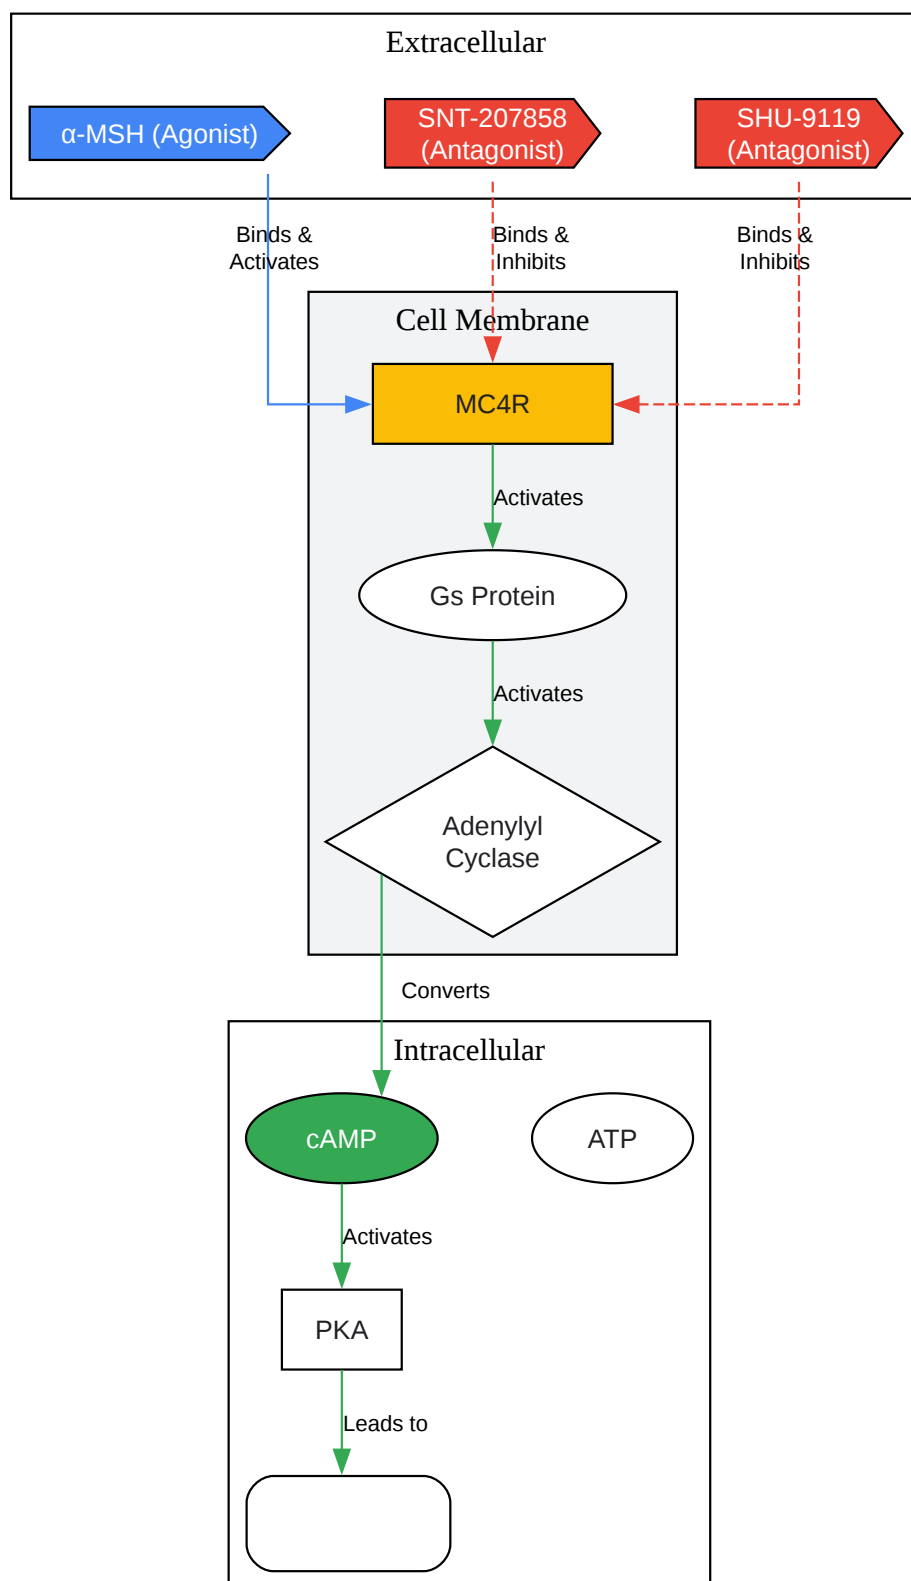 Extracellular
α-MSH (Agonist)
SNT-207858
(Antagonist)
SHU-9119
(Antagonist)
Binds &
Activates
Binds &
Inhibits
Binds &
Inhibits
Cell Membrane
MC4R
Activates
Gs Protein
Activates
Adenylyl
Cyclase
Converts
Intracellular
cAMP
ATP
Activates
PKA
Leads to